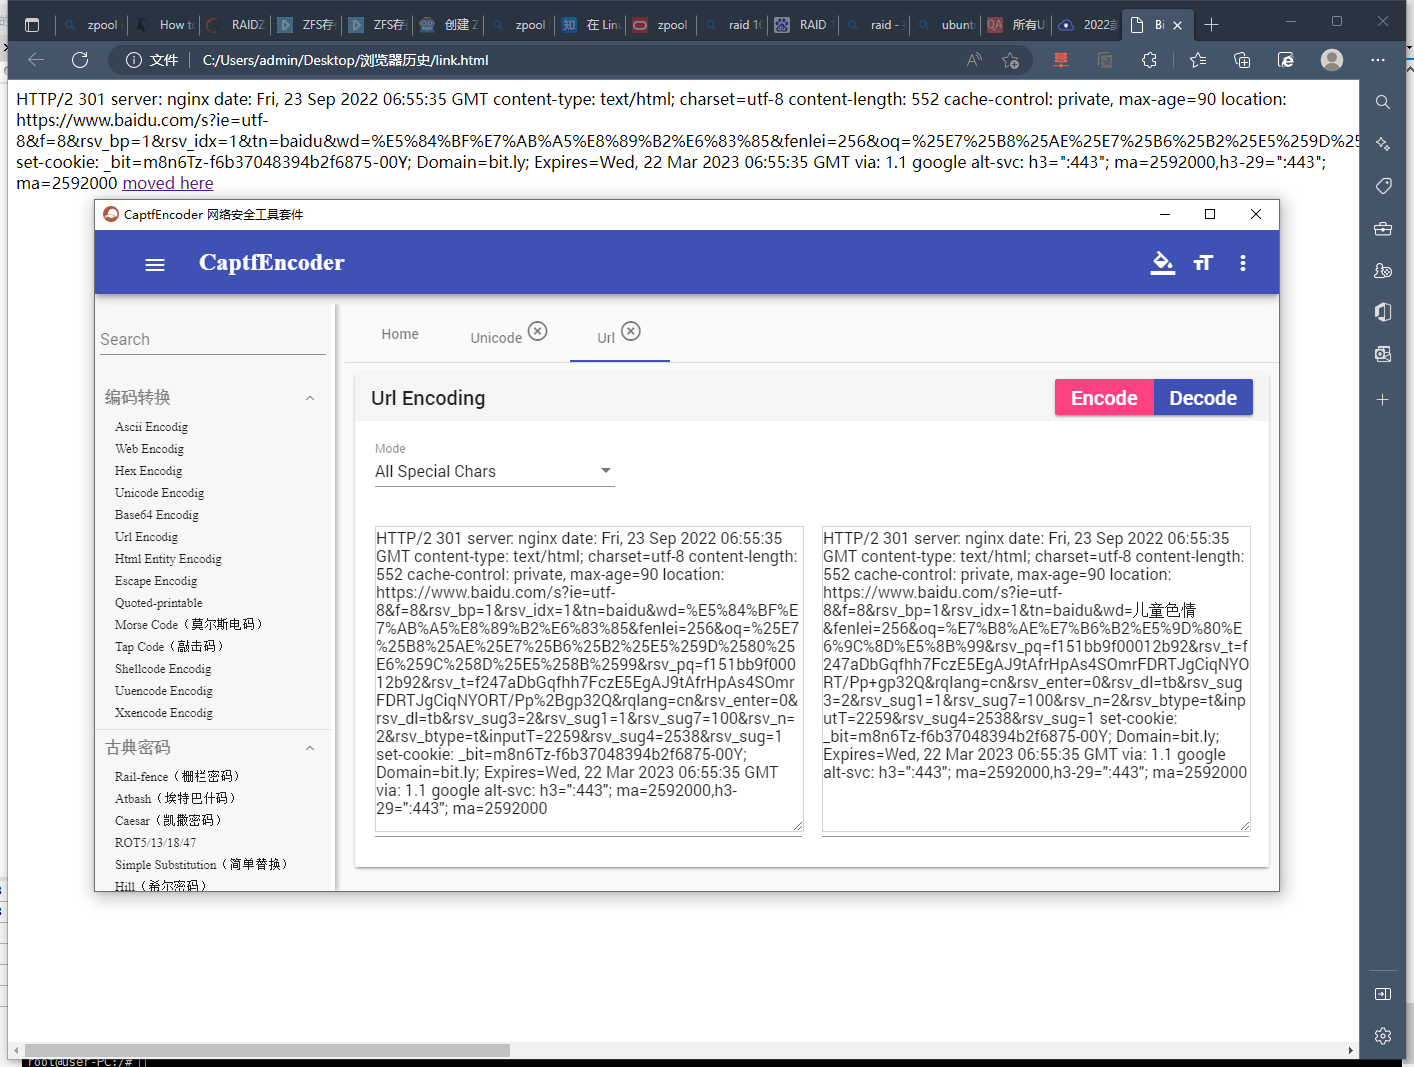 zpool
How to
RAIDZ
ZFS存
ZFS存
创建 Z
zpool
在 Lin
zpool
raid 10
RAID 1
raid -
ubunt
所有U
2022
Bi
文件
C:/Users/admin/Desktop/浏览器历史/link.html
HTTP/2 301 server: nginx date: Fri, 23 Sep 2022 06:55:35 GMT content-type: text/html; charset=utf-8 content-length: 552 cache-control: private, max-age=90 location:
https://www.baidu.com/s?ie=utf-
8&f=8&rsv_bp=1&rsv_idx=1&tn=baidu&wd=%E5%84%BF%E7%AB%A5%E8%89%B2%E6%83%85&fenlei=256&oq=%25E7%25B8%25AE%25E7%25B6%25B2%25E5%259D%25
set-cookie: _bit=m8n6Tz-f6b37048394b2f6875-00Y; Domain=bit.ly; Expires=Wed, 22 Mar 2023 06:55:35 GMT via: 1.1 google alt-svc: h3=":443"; ma=2592000,h3-29=":443";
ma=2592000 moved here
CaptfEncoder 网络安全工具套件
CaptfEncoder
Search
Home
Unicode
Url
编码转换
Ascii Encodig
Web Encodig
Hex Encodig
Unicode Encodig
Base64 Encodig
Url Encodig
Html Entity Encodig
Escape Encodig
Quoted-printable
Morse Code（莫尔斯电码）
Tap Code（敲击码）
Shellcode Encodig
Uuencode Encodig
Xxencode Encodig
古典密码
Rail-fence（栅栏密码）
Atbash（埃特巴什码）
Caesar（凯撒密码）
ROT5/13/18/47
Simple Substitution（简单替换）
Hill（希尔密码）
Url Encoding
Encode
Decode
Mode
All Special Chars
HTTP/2 301 server: nginx date: Fri, 23 Sep 2022 06:55:35
GMT content-type: text/html; charset=utf-8 content-length:
552 cache-control: private, max-age=90 location:
https://www.baidu.com/s?ie=utf-
8&f=8&rsv_bp=1&rsv_idx=1&tn=baidu&wd=%E5%84%BF%E
7%AB%A5%E8%89%B2%E6%83%85&fenlei=256&oq=%25E7
%25B8%25AE%25E7%25B6%25B2%25E5%259D%2580%25
E6%259C%258D%25E5%258B%2599&rsv_pq=f151bb9f000
12b92&rsv_t=f247aDbGqfhh7FczE5EgAJ9tAfrHpAs4SOmr
FDRTJgCiqNYORT/Pp%2Bgp32Q&rqlang=cn&rsv_enter=0&
rsv_dl=tb&rsv_sug3=2&rsv_sug1=1&rsv_sug7=100&rsv_n=
2&rsv_btype=t&inputT=2259&rsv_sug4=2538&rsv_sug=1
set-cookie: _bit=m8n6Tz-f6b37048394b2f6875-00Y;
Domain=bit.ly; Expires=Wed, 22 Mar 2023 06:55:35 GMT
via: 1.1 google alt-svc: h3=":443"; ma=2592000,h3-
29=":443"; ma=2592000
HTTP/2 301 server: nginx date: Fri, 23 Sep 2022 06:55:35
GMT content-type: text/html; charset=utf-8 content-length:
552 cache-control: private, max-age=90 location:
https://www.baidu.com/s?ie=utf-
8&f=8&rsv_bp=1&rsv_idx=1&tn=baidu&wd=儿童色情
&fenlei=256&oq=%E7%B8%AE%E7%B6%B2%E5%9D%80%E
6%9C%8D%E5%8B%99&rsv_pq=f151bb9f00012b92&rsv_t=f
247aDbGqfhh7FczE5EgAJ9tAfrHpAs4SOmrFDRTJgCiqNYO
RT/Pp+gp32Q&rqlang=cn&rsv_enter=0&rsv_dl=tb&rsv_sug
3=2&rsv_sug1=1&rsv_sug7=100&rsv_n=2&rsv_btype=t&inp
utT=2259&rsv_sug4=2538&rsv_sug=1 set-cookie:
_bit=m8n6Tz-f6b37048394b2f6875-00Y; Domain=bit.ly;
Expires=Wed, 22 Mar 2023 06:55:35 GMT via: 1.1 google
alt-svc: h3=":443"; ma=2592000,h3-29=":443"; ma=2592000
root@user-PC:/#